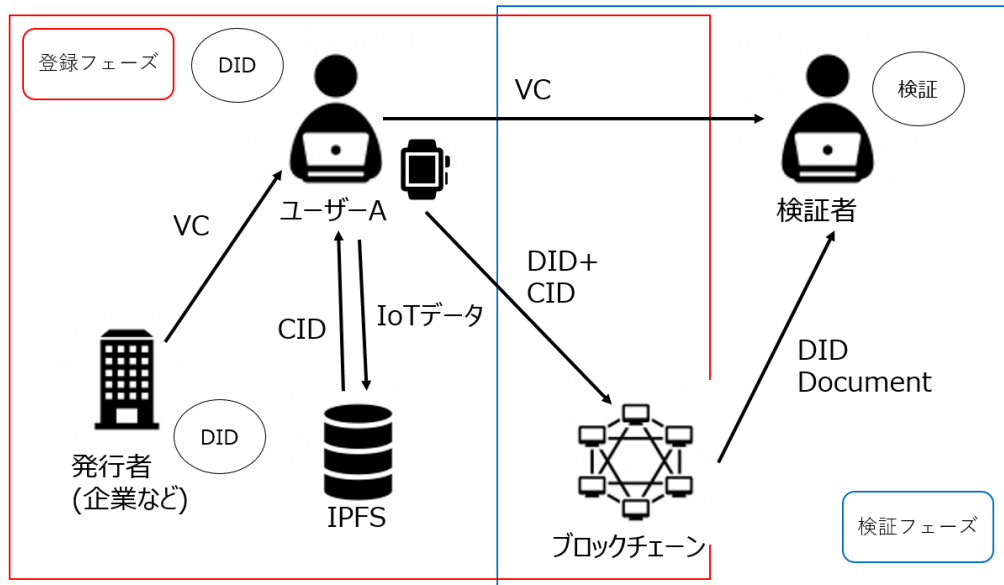 登録フェーズ
DID
VC
検証
ユーザーA
検証者
VC
DID+
CID
CID
IoTデータ
DID
Document
DID
発行者
(企業など)
IPFS
ブロックチェーン
検証フェーズ